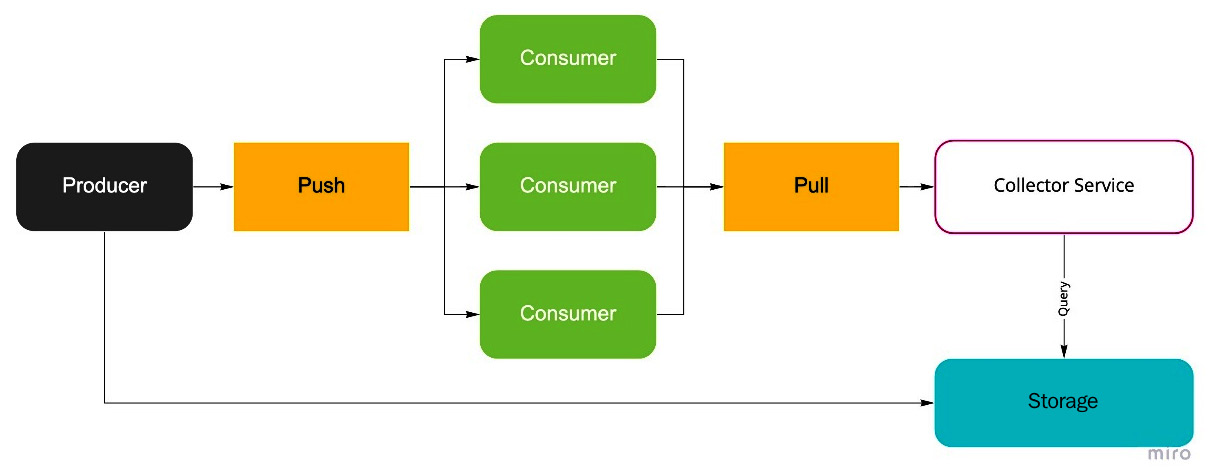 Consumer
Producer
Push
Consumer
Pull
Collector Service
Consumer
Query
Storage
miro